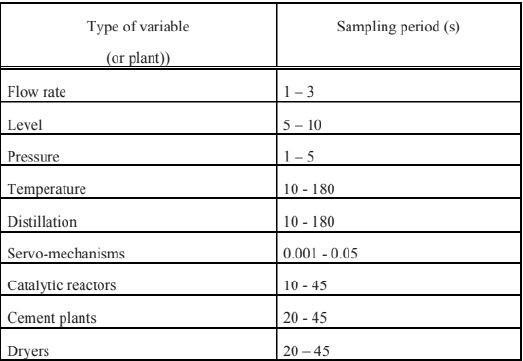 Type of variable Sampling period (s)
(or plant))
Flow rate 1 – 3
Level 5 – 10
Pressure 1 – 5
Temperature 10 - 180
Distillation 10 - 180
Servo-mechanisms 0.001 - 0.05
Catalytic reactors 10 - 45
Cement plants 20 - 45
Dryers 20 – 45